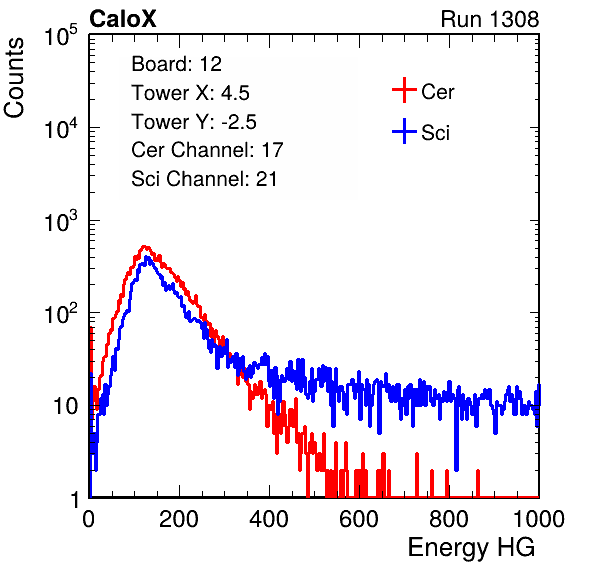 CaloX Run 1308
Board: 12
Tower X: 4.5
Tower Y: -2.5
Cer Channel: 17
Sci Channel: 21
Cer
Sci
Counts
10^5
10^4
10^3
10^2
10
1
0 200 400 600 800 1000
Energy HG